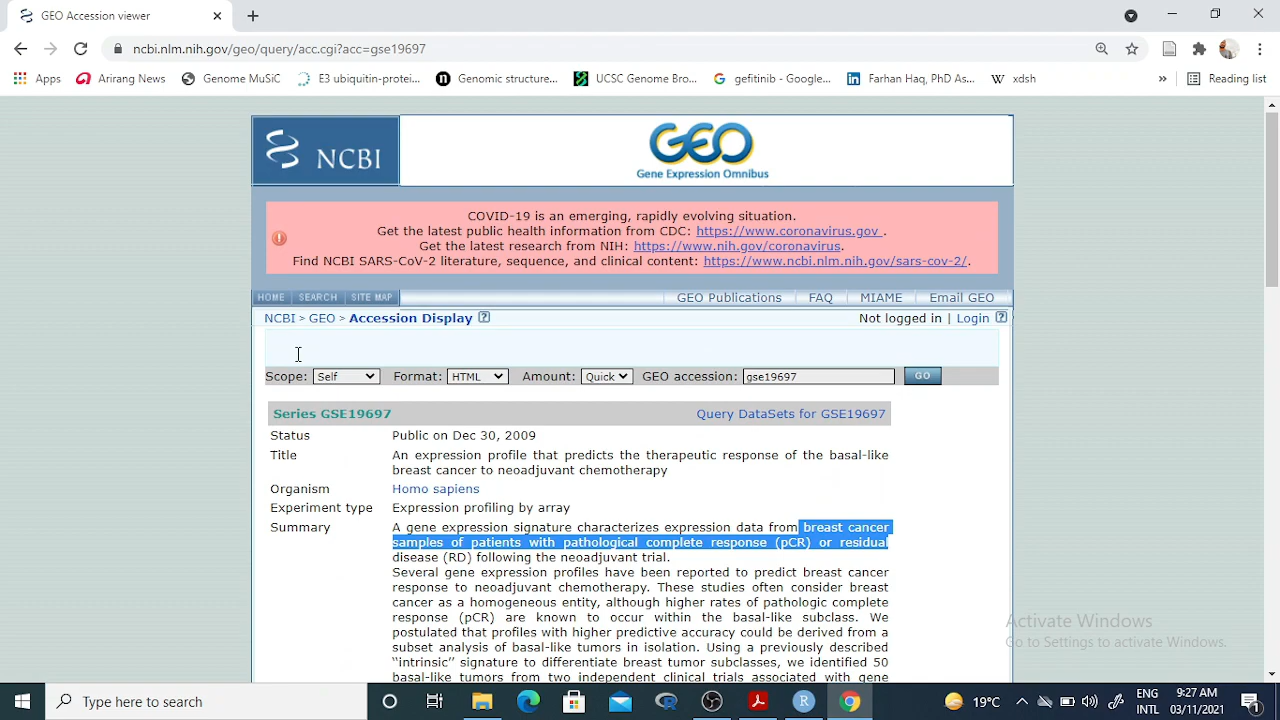 GEO Accession viewer
ncbi.nlm.nih.gov/geo/query/acc.cgi?acc=gse19697
Apps Arirang News Genome MuSiC E3 ubiquitin-protei... Genomic structure... UCSC Genome Bro... gefitinib - Google... Farhan Haq, PhD As... xdsh » Reading list
NCBI
GEO
Gene Expression Omnibus
COVID-19 is an emerging, rapidly evolving situation.
Get the latest public health information from CDC: https://www.coronavirus.gov .
Get the latest research from NIH: https://www.nih.gov/coronavirus.
Find NCBI SARS-CoV-2 literature, sequence, and clinical content: https://www.ncbi.nlm.nih.gov/sars-cov-2/.
HOME SEARCH SITE MAP GEO Publications FAQ MIAME Email GEO
NCBI > GEO > Accession Display ? Not logged in | Login ?
Scope: Self Format: HTML Amount: Quick GEO accession: gse19697 GO
Series GSE19697 Query DataSets for GSE19697
Status Public on Dec 30, 2009
Title An expression profile that predicts the therapeutic response of the basal-like
breast cancer to neoadjuvant chemotherapy
Organism Homo sapiens
Experiment type Expression profiling by array
Summary A gene expression signature characterizes expression data from breast cancer
samples of patients with pathological complete response (pCR) or residual
disease (RD) following the neoadjuvant trial.
Several gene expression profiles have been reported to predict breast cancer
response to neoadjuvant chemotherapy. These studies often consider breast
cancer as a homogeneous entity, although higher rates of pathologic complete
response (pCR) are known to occur within the basal-like subclass. We
postulated that profiles with higher predictive accuracy could be derived from a
subset analysis of basal-like tumors in isolation. Using a previously described
‘‘intrinsic’’ signature to differentiate breast tumor subclasses, we identified 50
basal-like tumors from two independent clinical trials associated with gene
Activate Windows
Go to Settings to activate Windows.
Type here to search
19°C
ENG
INTL
9:27 AM
03/11/2021
1